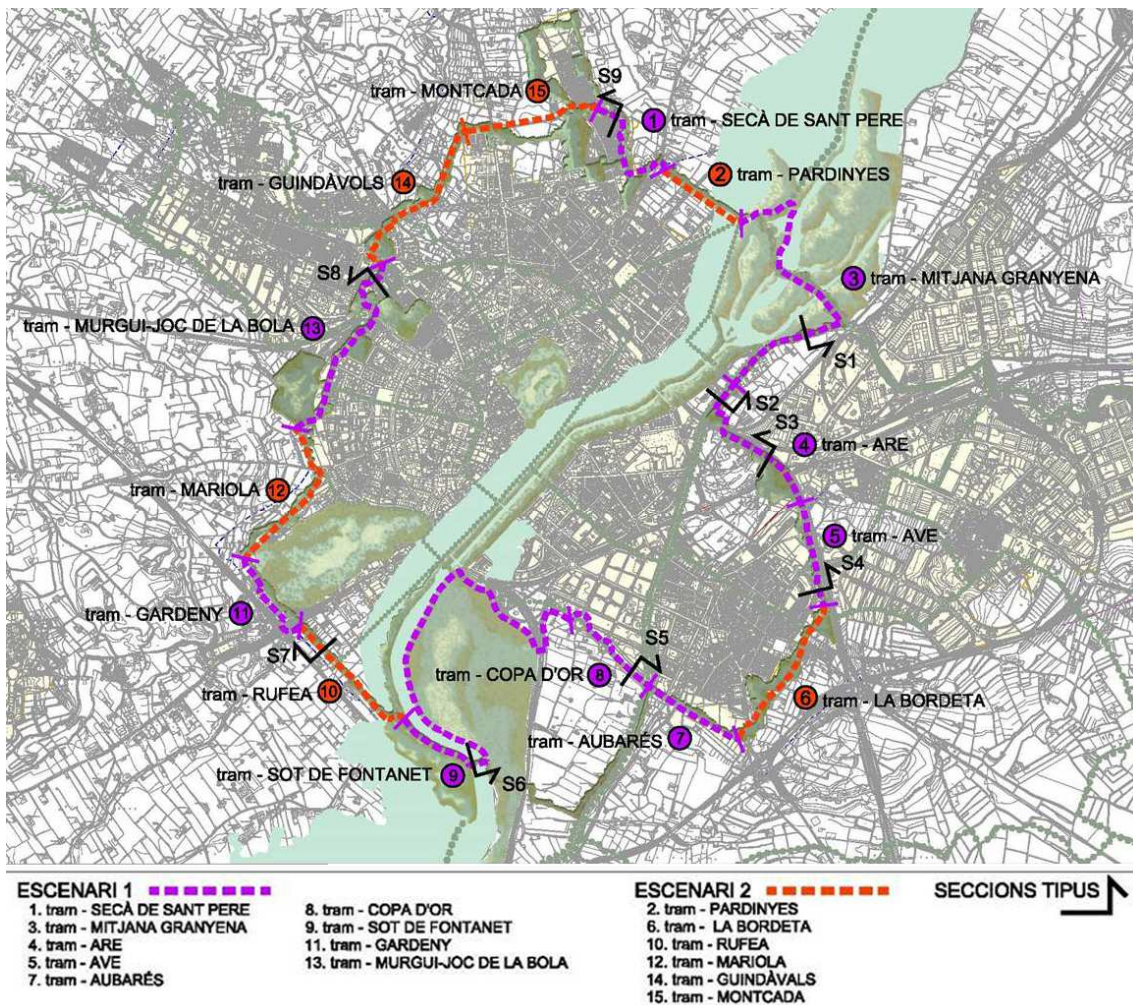 S9
tram - MONTCADA 15
1 tram - SECÀ DE SANT PERE
tram - GUINDÀVOLS 14
2 tram - PARDINYES
S8
3 tram - MITJANA GRANYENA
tram - MURGUI-JOC DE LA BOLA 13
S1
S2
S3
4 tram - ARE
tram - MARIOLA 12
5 tram - AVE
S4
tram - GARDENY 11
S7
S5
tram - COPA D'OR 8
tram - RUFEA 10
6 tram - LA BORDETA
tram - AUBARÉS 7
tram - SOT DE FONTANET 9
S6
ESCENARI 1
1. tram - SECÀ DE SANT PERE
3. tram - MITJANA GRANYENA
4. tram - ARE
5. tram - AVE
7. tram - AUBARÉS
8. tram - COPA D'OR
9. tram - SOT DE FONTANET
11. tram - GARDENY
13. tram - MURGUI-JOC DE LA BOLA
ESCENARI 2
2. tram - PARDINYES
6. tram - LA BORDETA
10. tram - RUFEA
12. tram - MARIOLA
14. tram - GUINDÀVALS
15. tram - MONTCADA
SECCIONS TIPUS